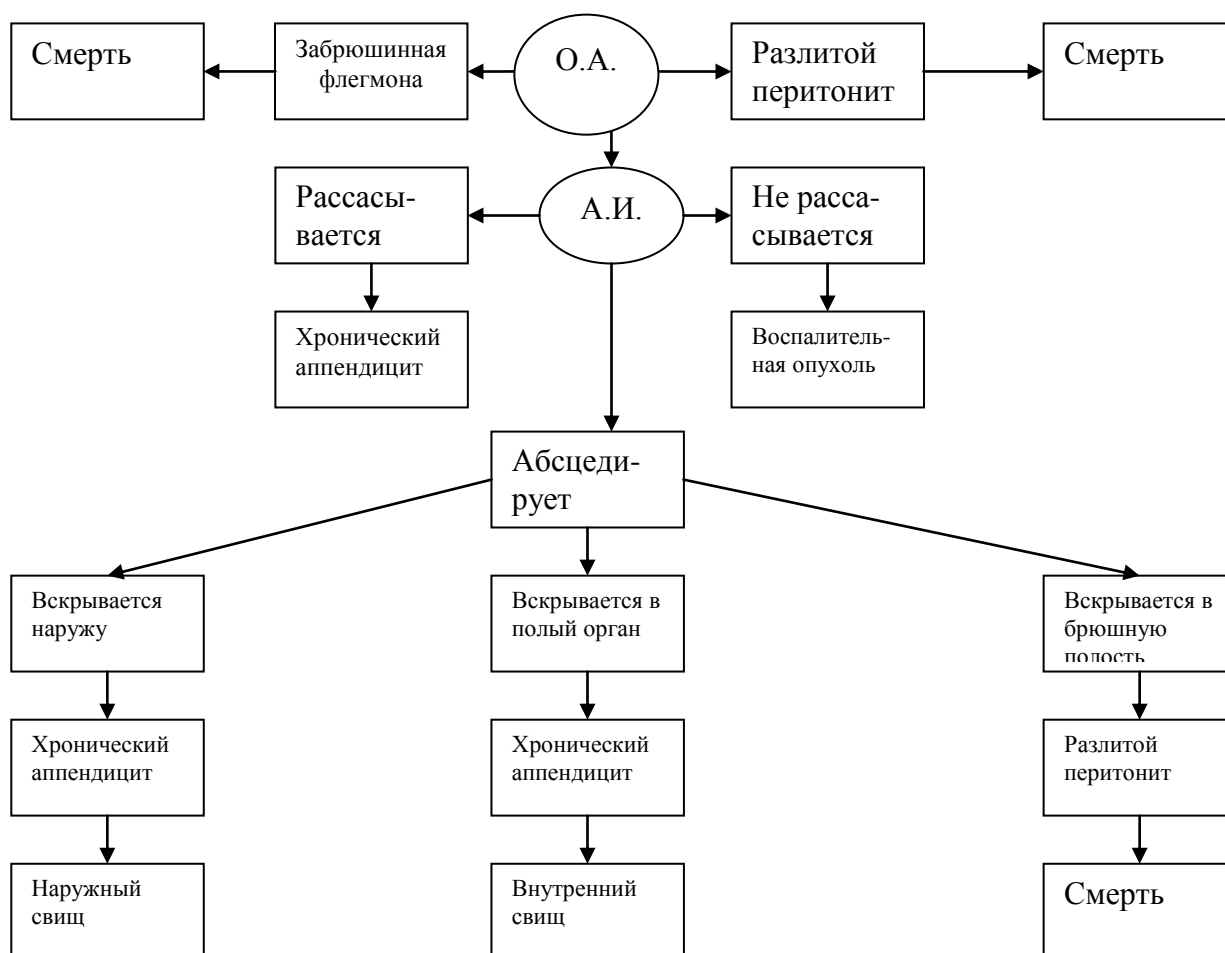 Смерть
Забрюшинная
флегмона
О.А.
Разлитой
перитонит
Смерть
Рассасы-
вается
А.И.
Не расса-
сывается
Хронический
аппендицит
Воспалитель-
ная опухоль
Абсцеди-
рует
Вскрывается
наружу
Вскрывается в
полый орган
Вскрывается в
брюшную
полость
Хронический
аппендицит
Хронический
аппендицит
Разлитой
перитонит
Наружный
свищ
Внутренний
свищ
Смерть